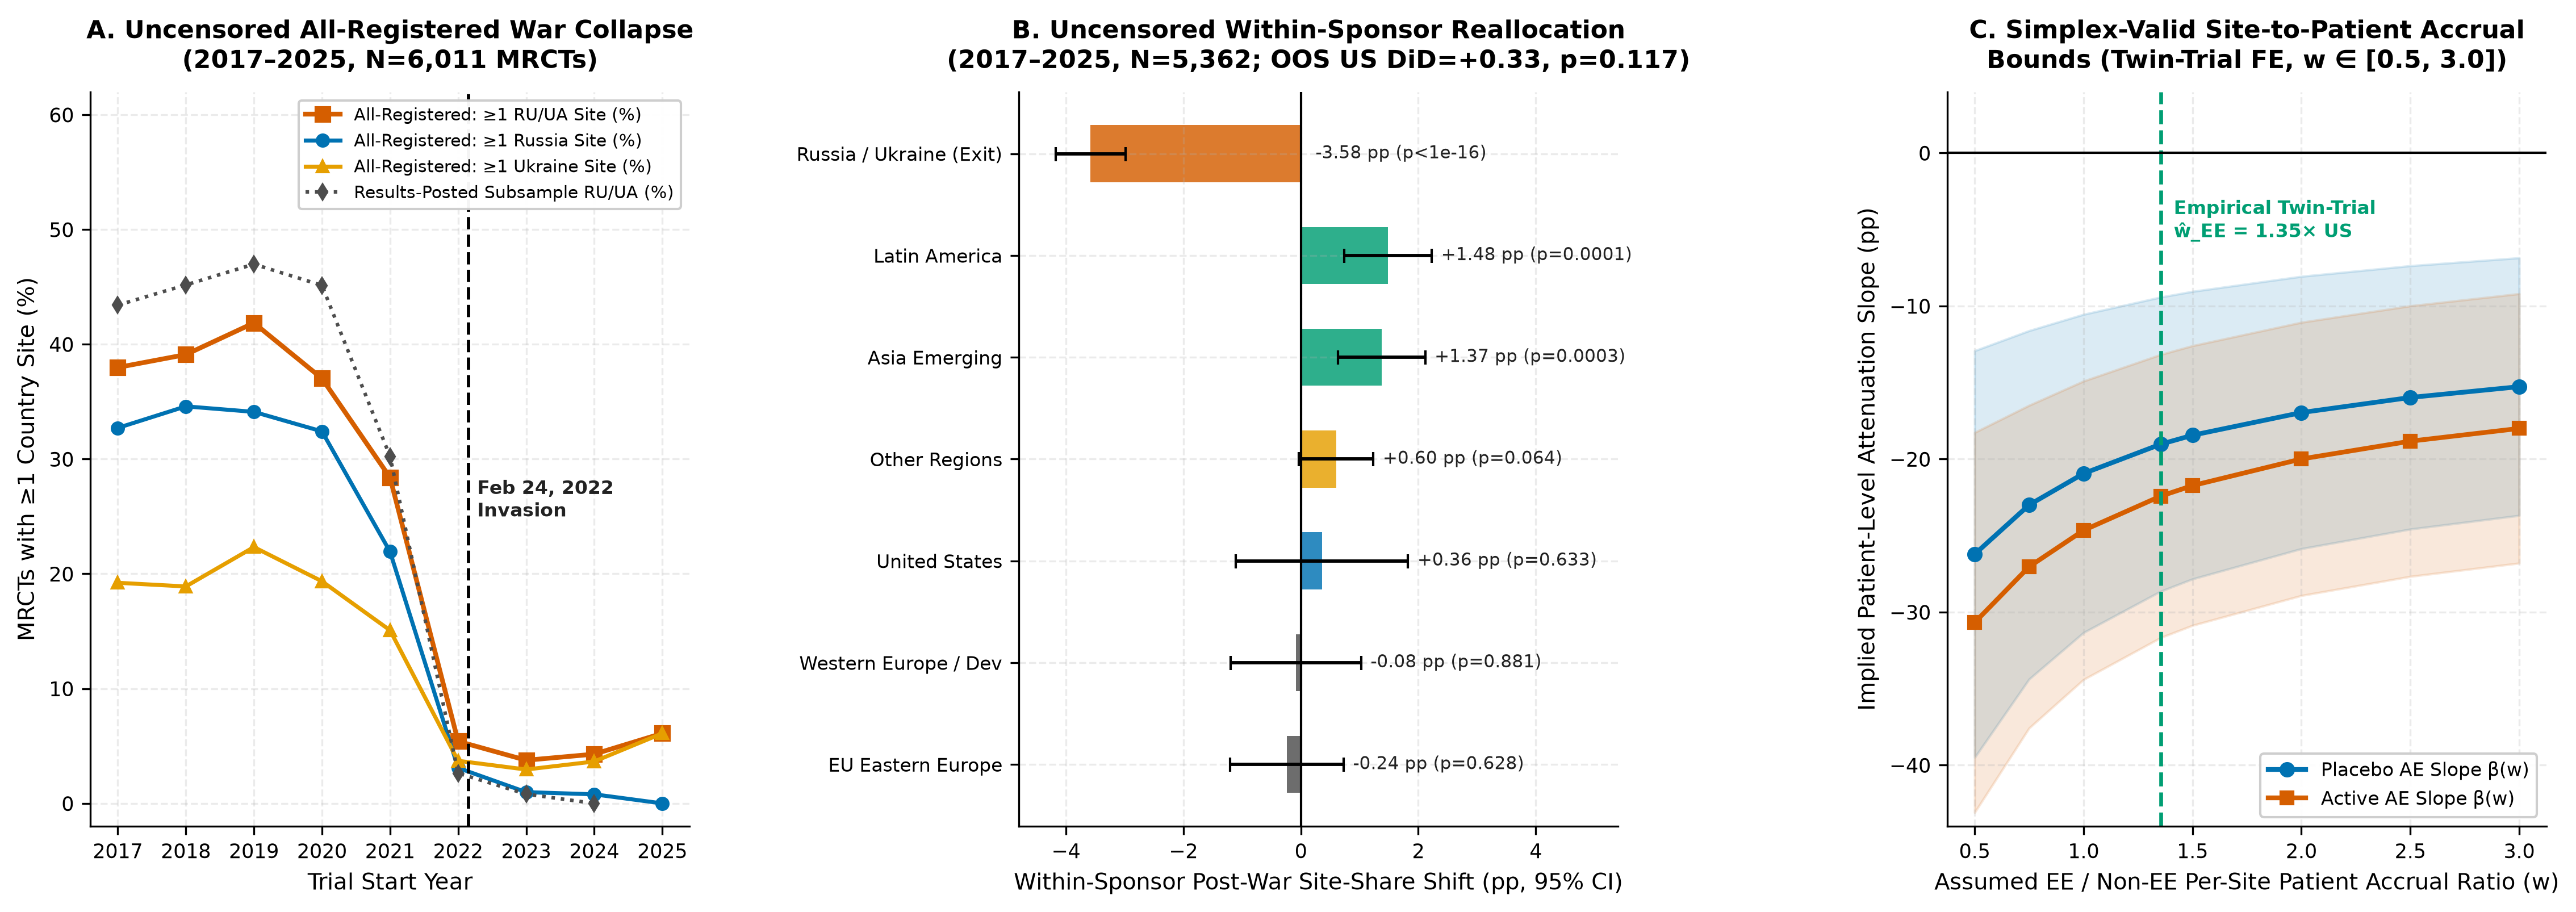 A. Uncensored All-Registered War Collapse
(2017–2025, N=6,011 MRCTs)
MRCTs with ≥1 Country Site (%)
60
50
40
30
20
10
0
All-Registered: ≥1 RU/UA Site (%)
All-Registered: ≥1 Russia Site (%)
All-Registered: ≥1 Ukraine Site (%)
Results-Posted Subsample RU/UA (%)
Feb 24, 2022
Invasion
2017 2018 2019 2020 2021 2022 2023 2024 2025
Trial Start Year
B. Uncensored Within-Sponsor Reallocation
(2017–2025, N=5,362; OOS US DiD=+0.33, p=0.117)
Russia / Ukraine (Exit)
-3.58 pp (p<1e-16)
Latin America
+1.48 pp (p=0.0001)
Asia Emerging
+1.37 pp (p=0.0003)
Other Regions
+0.60 pp (p=0.064)
United States
+0.36 pp (p=0.633)
Western Europe / Dev
-0.08 pp (p=0.881)
EU Eastern Europe
-0.24 pp (p=0.628)
−4 −2 0 2 4
Within-Sponsor Post-War Site-Share Shift (pp, 95% CI)
C. Simplex-Valid Site-to-Patient Accrual
Bounds (Twin-Trial FE, w ∈ [0.5, 3.0])
Implied Patient-Level Attenuation Slope (pp)
0
−10
−20
−30
−40
Empirical Twin-Trial
ŵ_EE = 1.35× US
Placebo AE Slope β(w)
Active AE Slope β(w)
0.5 1.0 1.5 2.0 2.5 3.0
Assumed EE / Non-EE Per-Site Patient Accrual Ratio (w)